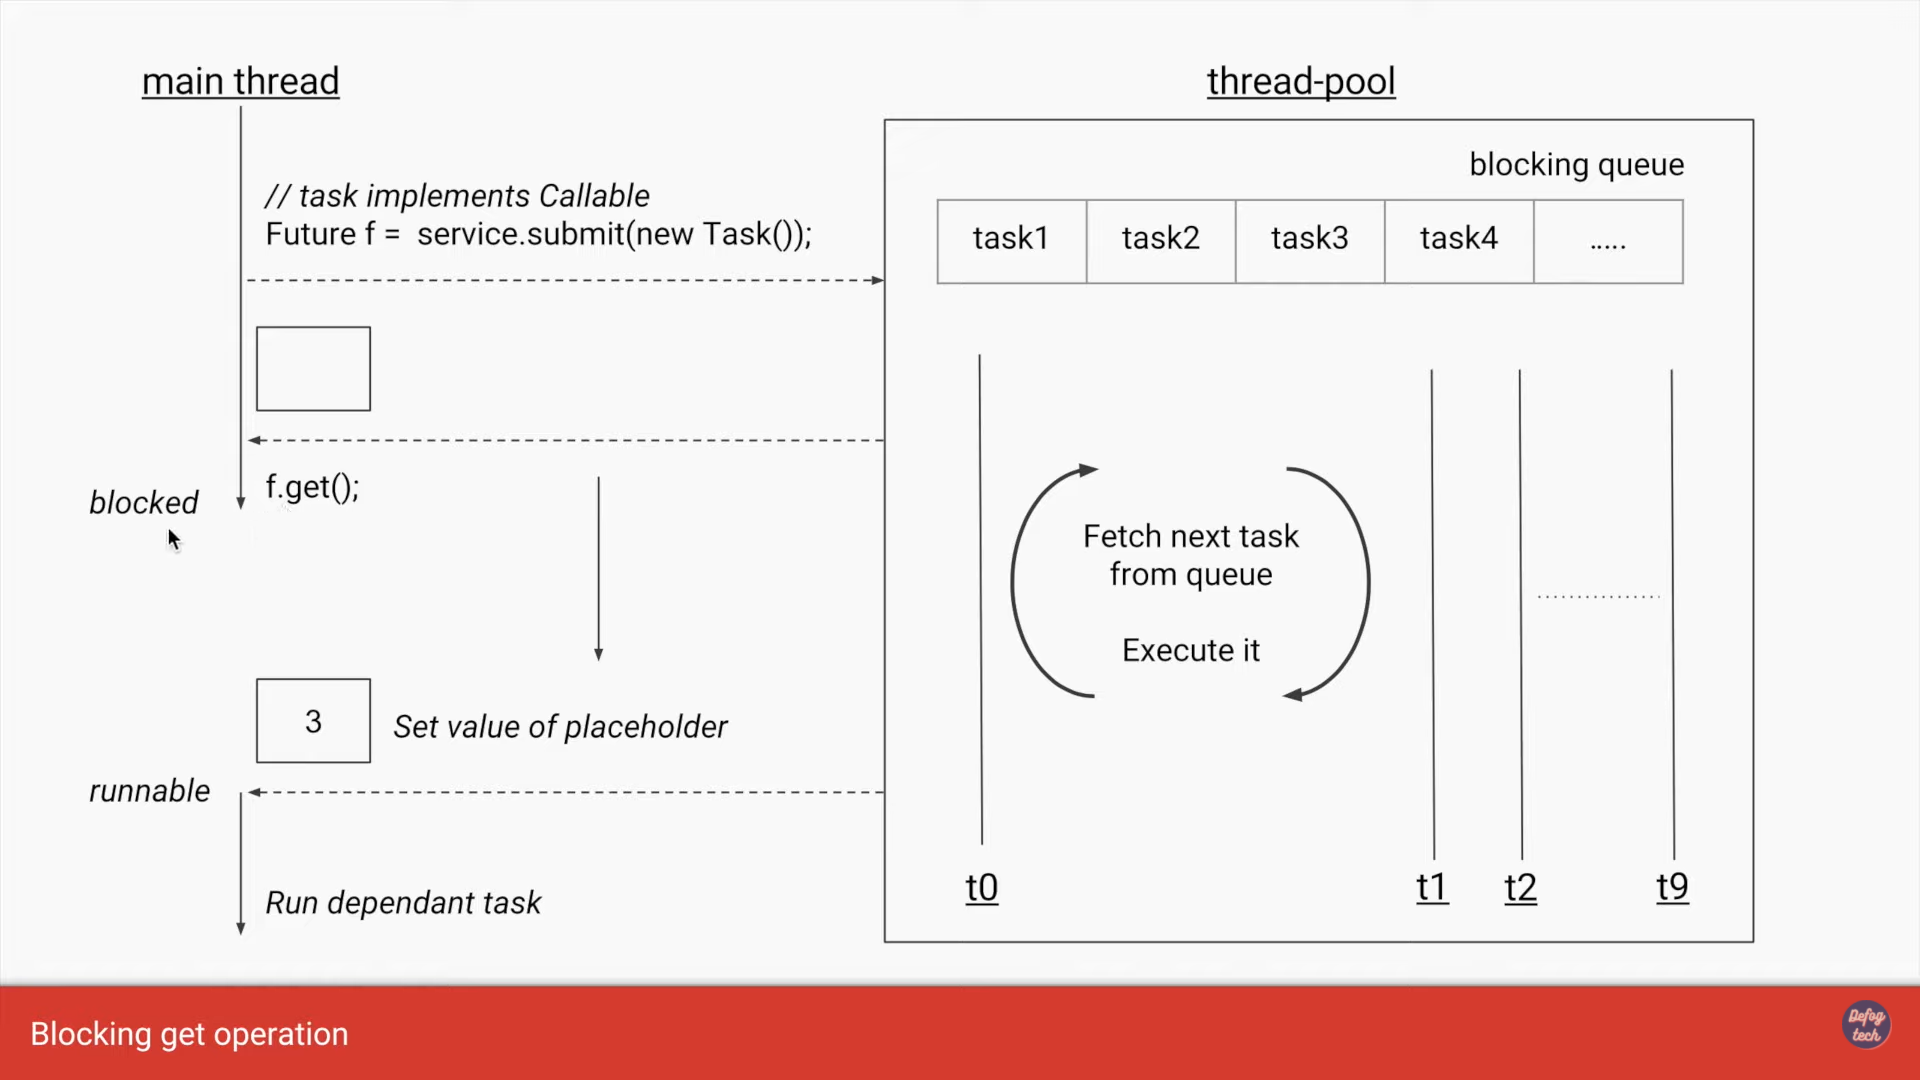 main thread
thread-pool
blocking queue
// task implements Callable
Future f =  service.submit(new Task());
task1
task2
task3
task4
.....
f.get();
blocked
Fetch next task
from queue
Execute it
3
Set value of placeholder
runnable
Run dependant task
t0
t1
t2
t9
Blocking get operation
Defog
tech